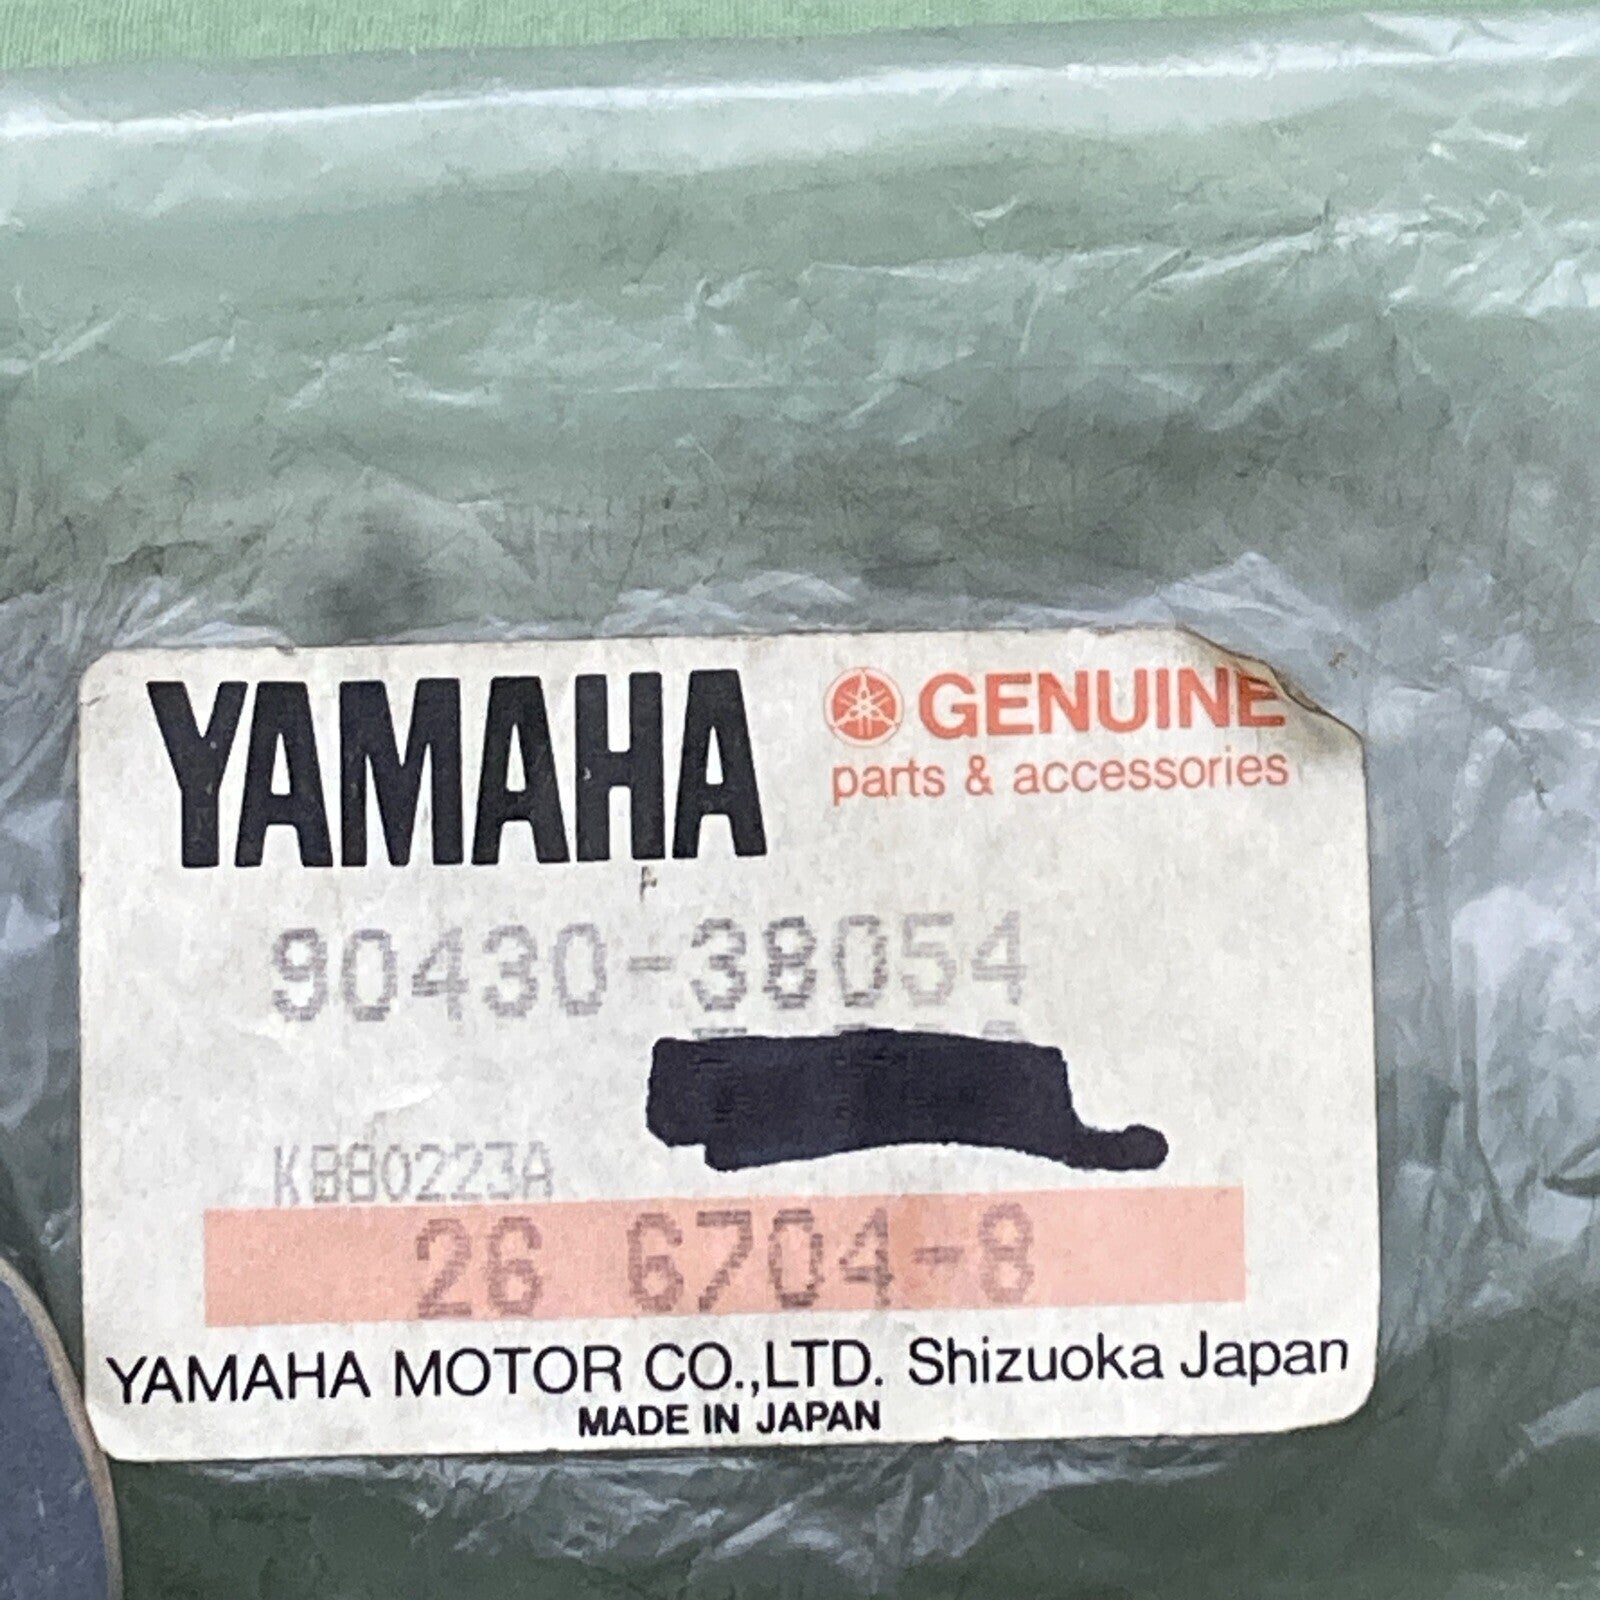 YAMAHA
GENUINE
parts & accessories
90430-38054
KB80223A
26 6704-8
YAMAHA MOTOR CO.,LTD. Shizuoka Japan
MADE IN JAPAN